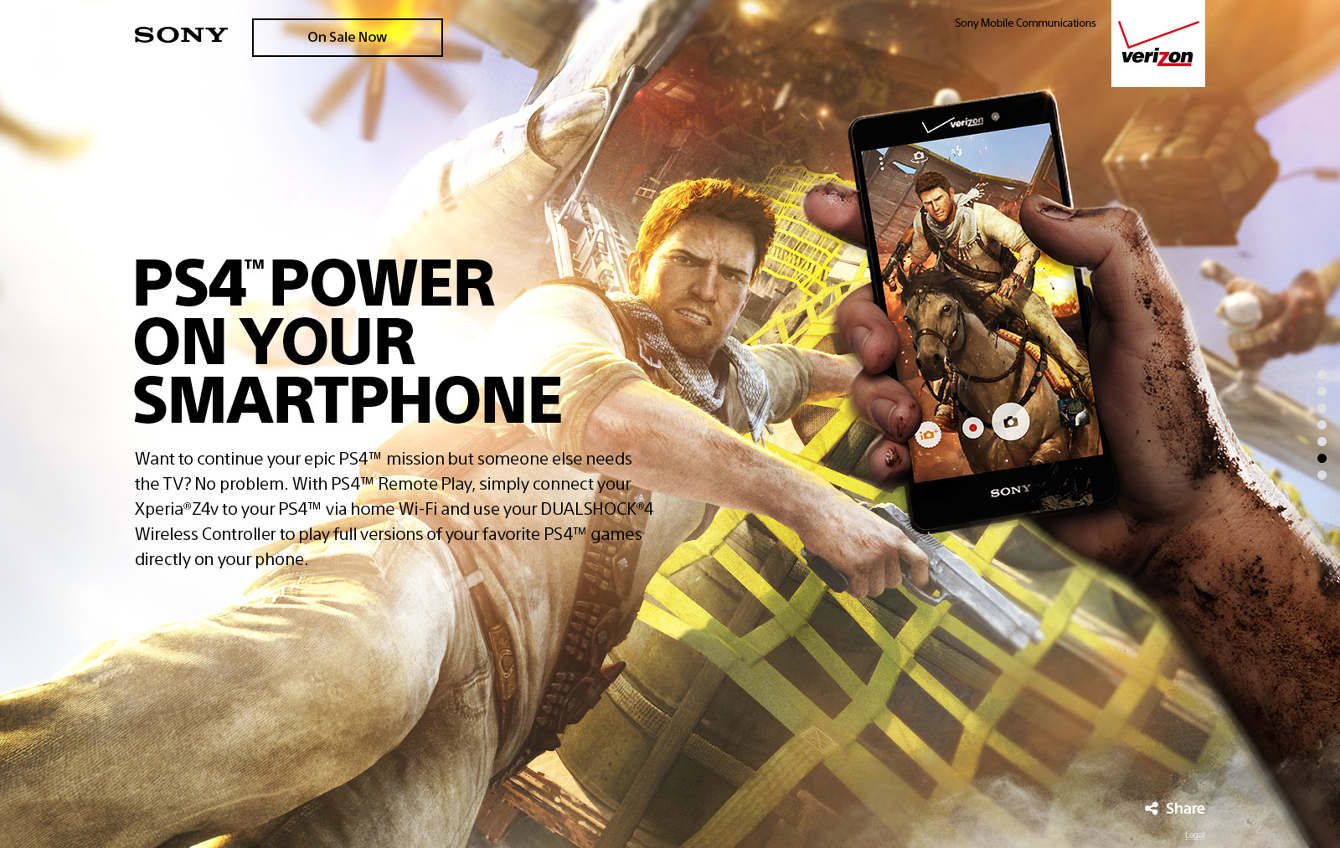 SONY
On Sale Now
Sony Mobile Communications
verizon
verizon
PS4™ POWER
ON YOUR
SMARTPHONE
Want to continue your epic PS4™ mission but someone else needs
the TV? No problem. With PS4™ Remote Play, simply connect your
Xperia®Z4v to your PS4™ via home Wi-Fi and use your DUALSHOCK®4
Wireless Controller to play full versions of your favorite PS4™ games
directly on your phone.
SONY
Share
Legal